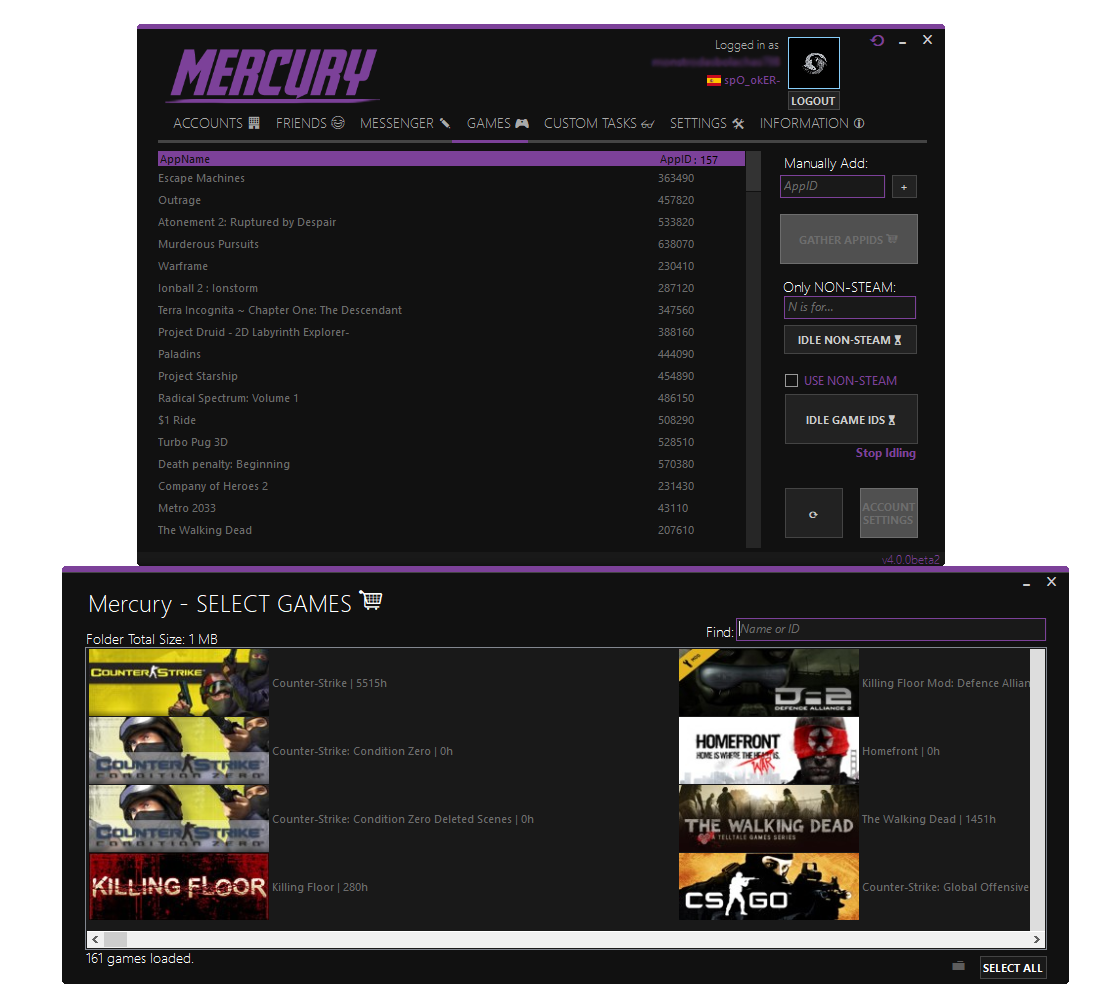 MERCURY
Logged in as
spO_okER-
LOGOUT
ACCOUNTS FRIENDS MESSENGER GAMES CUSTOM TASKS SETTINGS INFORMATION
AppName AppID : 157
Escape Machines 363490
Outrage 457820
Atonement 2: Ruptured by Despair 533820
Murderous Pursuits 638070
Warframe 230410
Ionball 2 : Ionstorm 287120
Terra Incognita ~ Chapter One: The Descendant 347560
Project Druid - 2D Labyrinth Explorer- 388160
Paladins 444090
Project Starship 454890
Radical Spectrum: Volume 1 486150
$1 Ride 508290
Turbo Pug 3D 528510
Death penalty: Beginning 570380
Company of Heroes 2 231430
Metro 2033 43110
The Walking Dead 207610
Manually Add:
AppID +
GATHER APPIDS
Only NON-STEAM:
N is for...
IDLE NON-STEAM
USE NON-STEAM
IDLE GAME IDS
Stop Idling
ACCOUNT
SETTINGS
v4.0.0beta2
Mercury - SELECT GAMES
Folder Total Size: 1 MB
Find: Name or ID
COUNTER STRIKE
Counter-Strike | 5515h
COUNTER STRIKE
CONDITION ZERO
Counter-Strike: Condition Zero | 0h
COUNTER STRIKE
CONDITION ZERO
Counter-Strike: Condition Zero Deleted Scenes | 0h
KILLING FLOOR
Killing Floor | 280h
D=2
DEFENCE ALLIANCE 2
Killing Floor Mod: Defence Allian
HOMEFRONT
HOME IS WHERE THE HEART IS.
WAR
Homefront | 0h
THE WALKING DEAD
A TELLTALE GAMES SERIES
The Walking Dead | 1451h
CS GO
Counter-Strike: Global Offensive
161 games loaded.
SELECT ALL